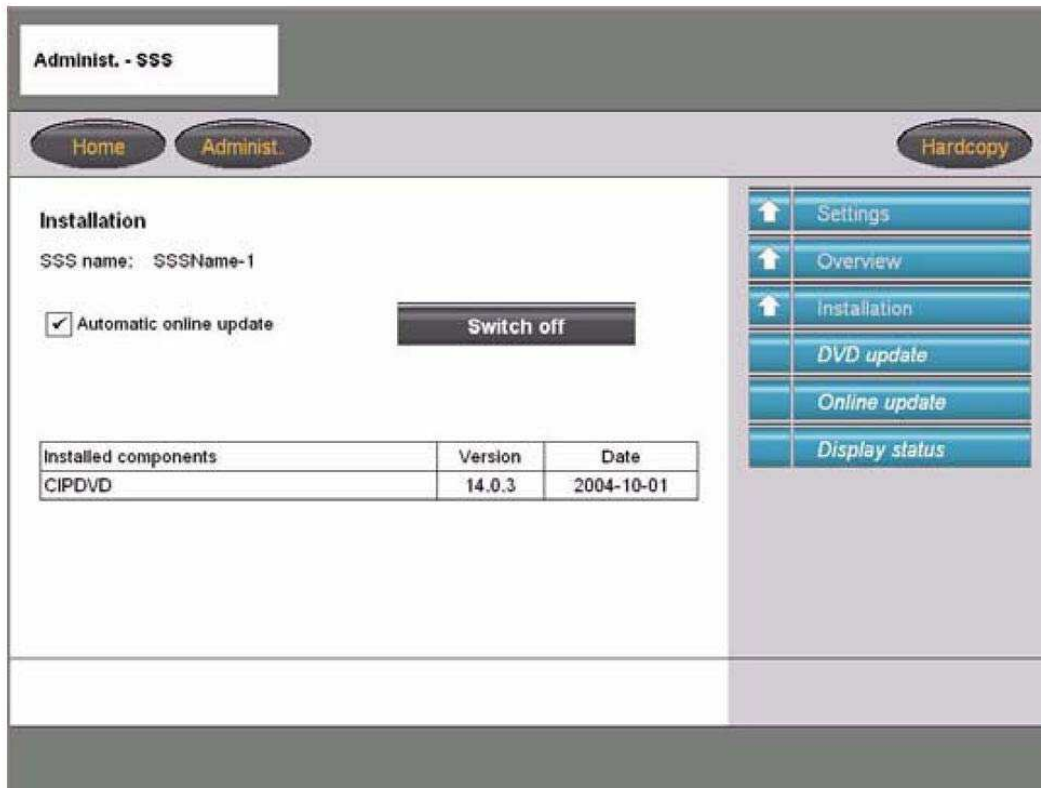 Administ. - SSS
Home Administ. Hardcopy
Installation
SSS name: SSSName-1
Automatic online update Switch off
Installed components Version Date
CIPDVD 14.0.3 2004-10-01
Settings
Overview
Installation
DVD update
Online update
Display status